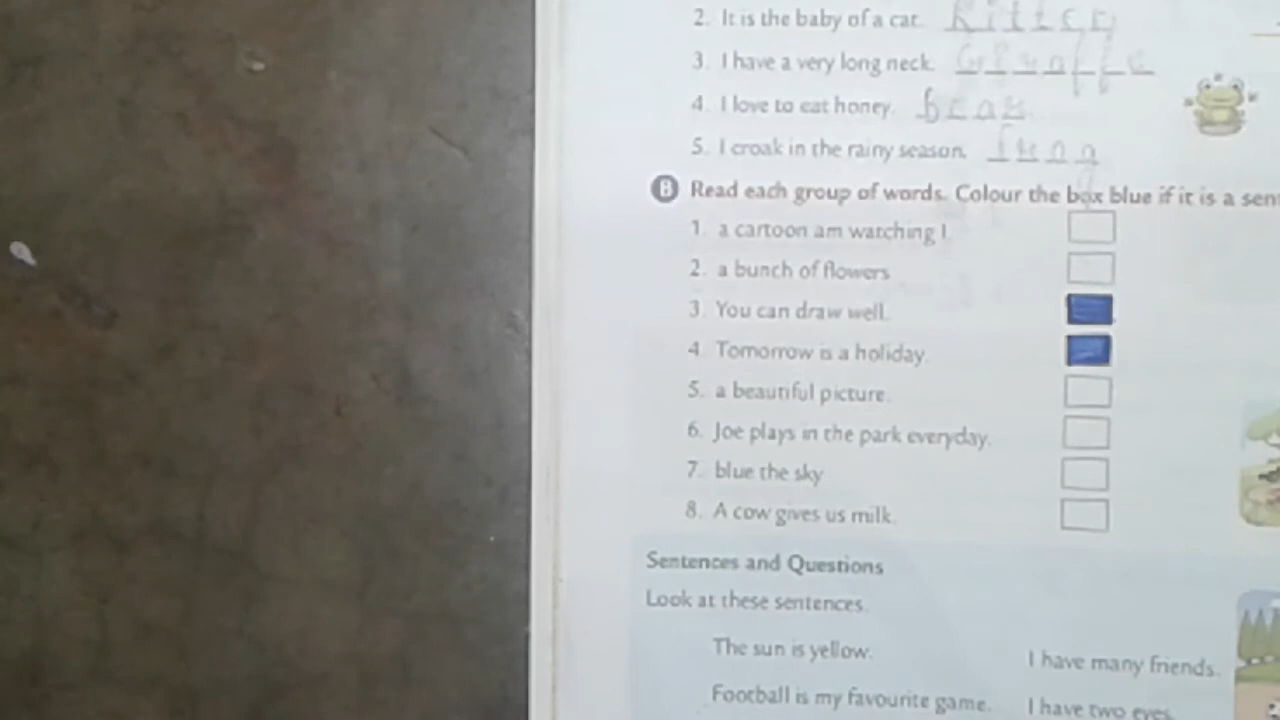 2. It is the baby of a cat. Kitten
3. I have a very long neck. Giraffe
4. I love to eat honey. bear
5. I croak in the rainy season. frog
B Read each group of words. Colour the box blue if it is a
1. a cartoon am watching I
2. a bunch of flowers
3. You can draw well.
4. Tomorrow is a holiday.
5. a beautiful picture.
6. Joe plays in the park everyday.
7. blue the sky
8. A cow gives us milk.
Sentences and Questions
Look at these sentences.
The sun is yellow. I have many friends.
Football is my favourite game. I have two eyes